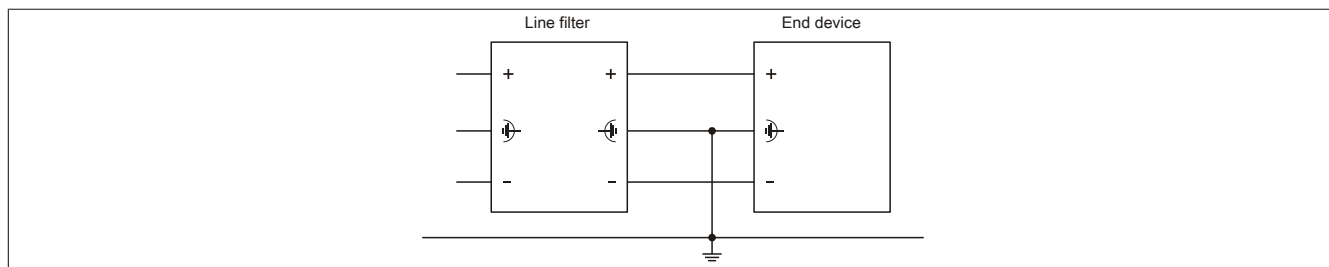 Line filter End device
+ + +
- - -